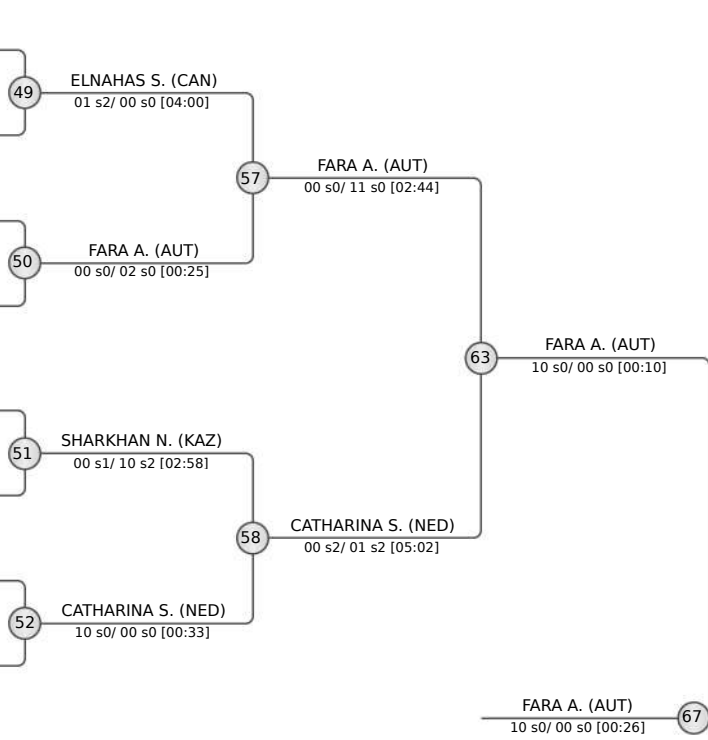 49
ELNAHAS S. (CAN)
01 s2/ 00 s0 [04:00]
57
FARA A. (AUT)
00 s0/ 11 s0 [02:44]
50
FARA A. (AUT)
00 s0/ 02 s0 [00:25]
63
FARA A. (AUT)
10 s0/ 00 s0 [00:10]
51
SHARKHAN N. (KAZ)
00 s1/ 10 s2 [02:58]
58
CATHARINA S. (NED)
00 s2/ 01 s2 [05:02]
52
CATHARINA S. (NED)
10 s0/ 00 s0 [00:33]
FARA A. (AUT)
10 s0/ 00 s0 [00:26]
67